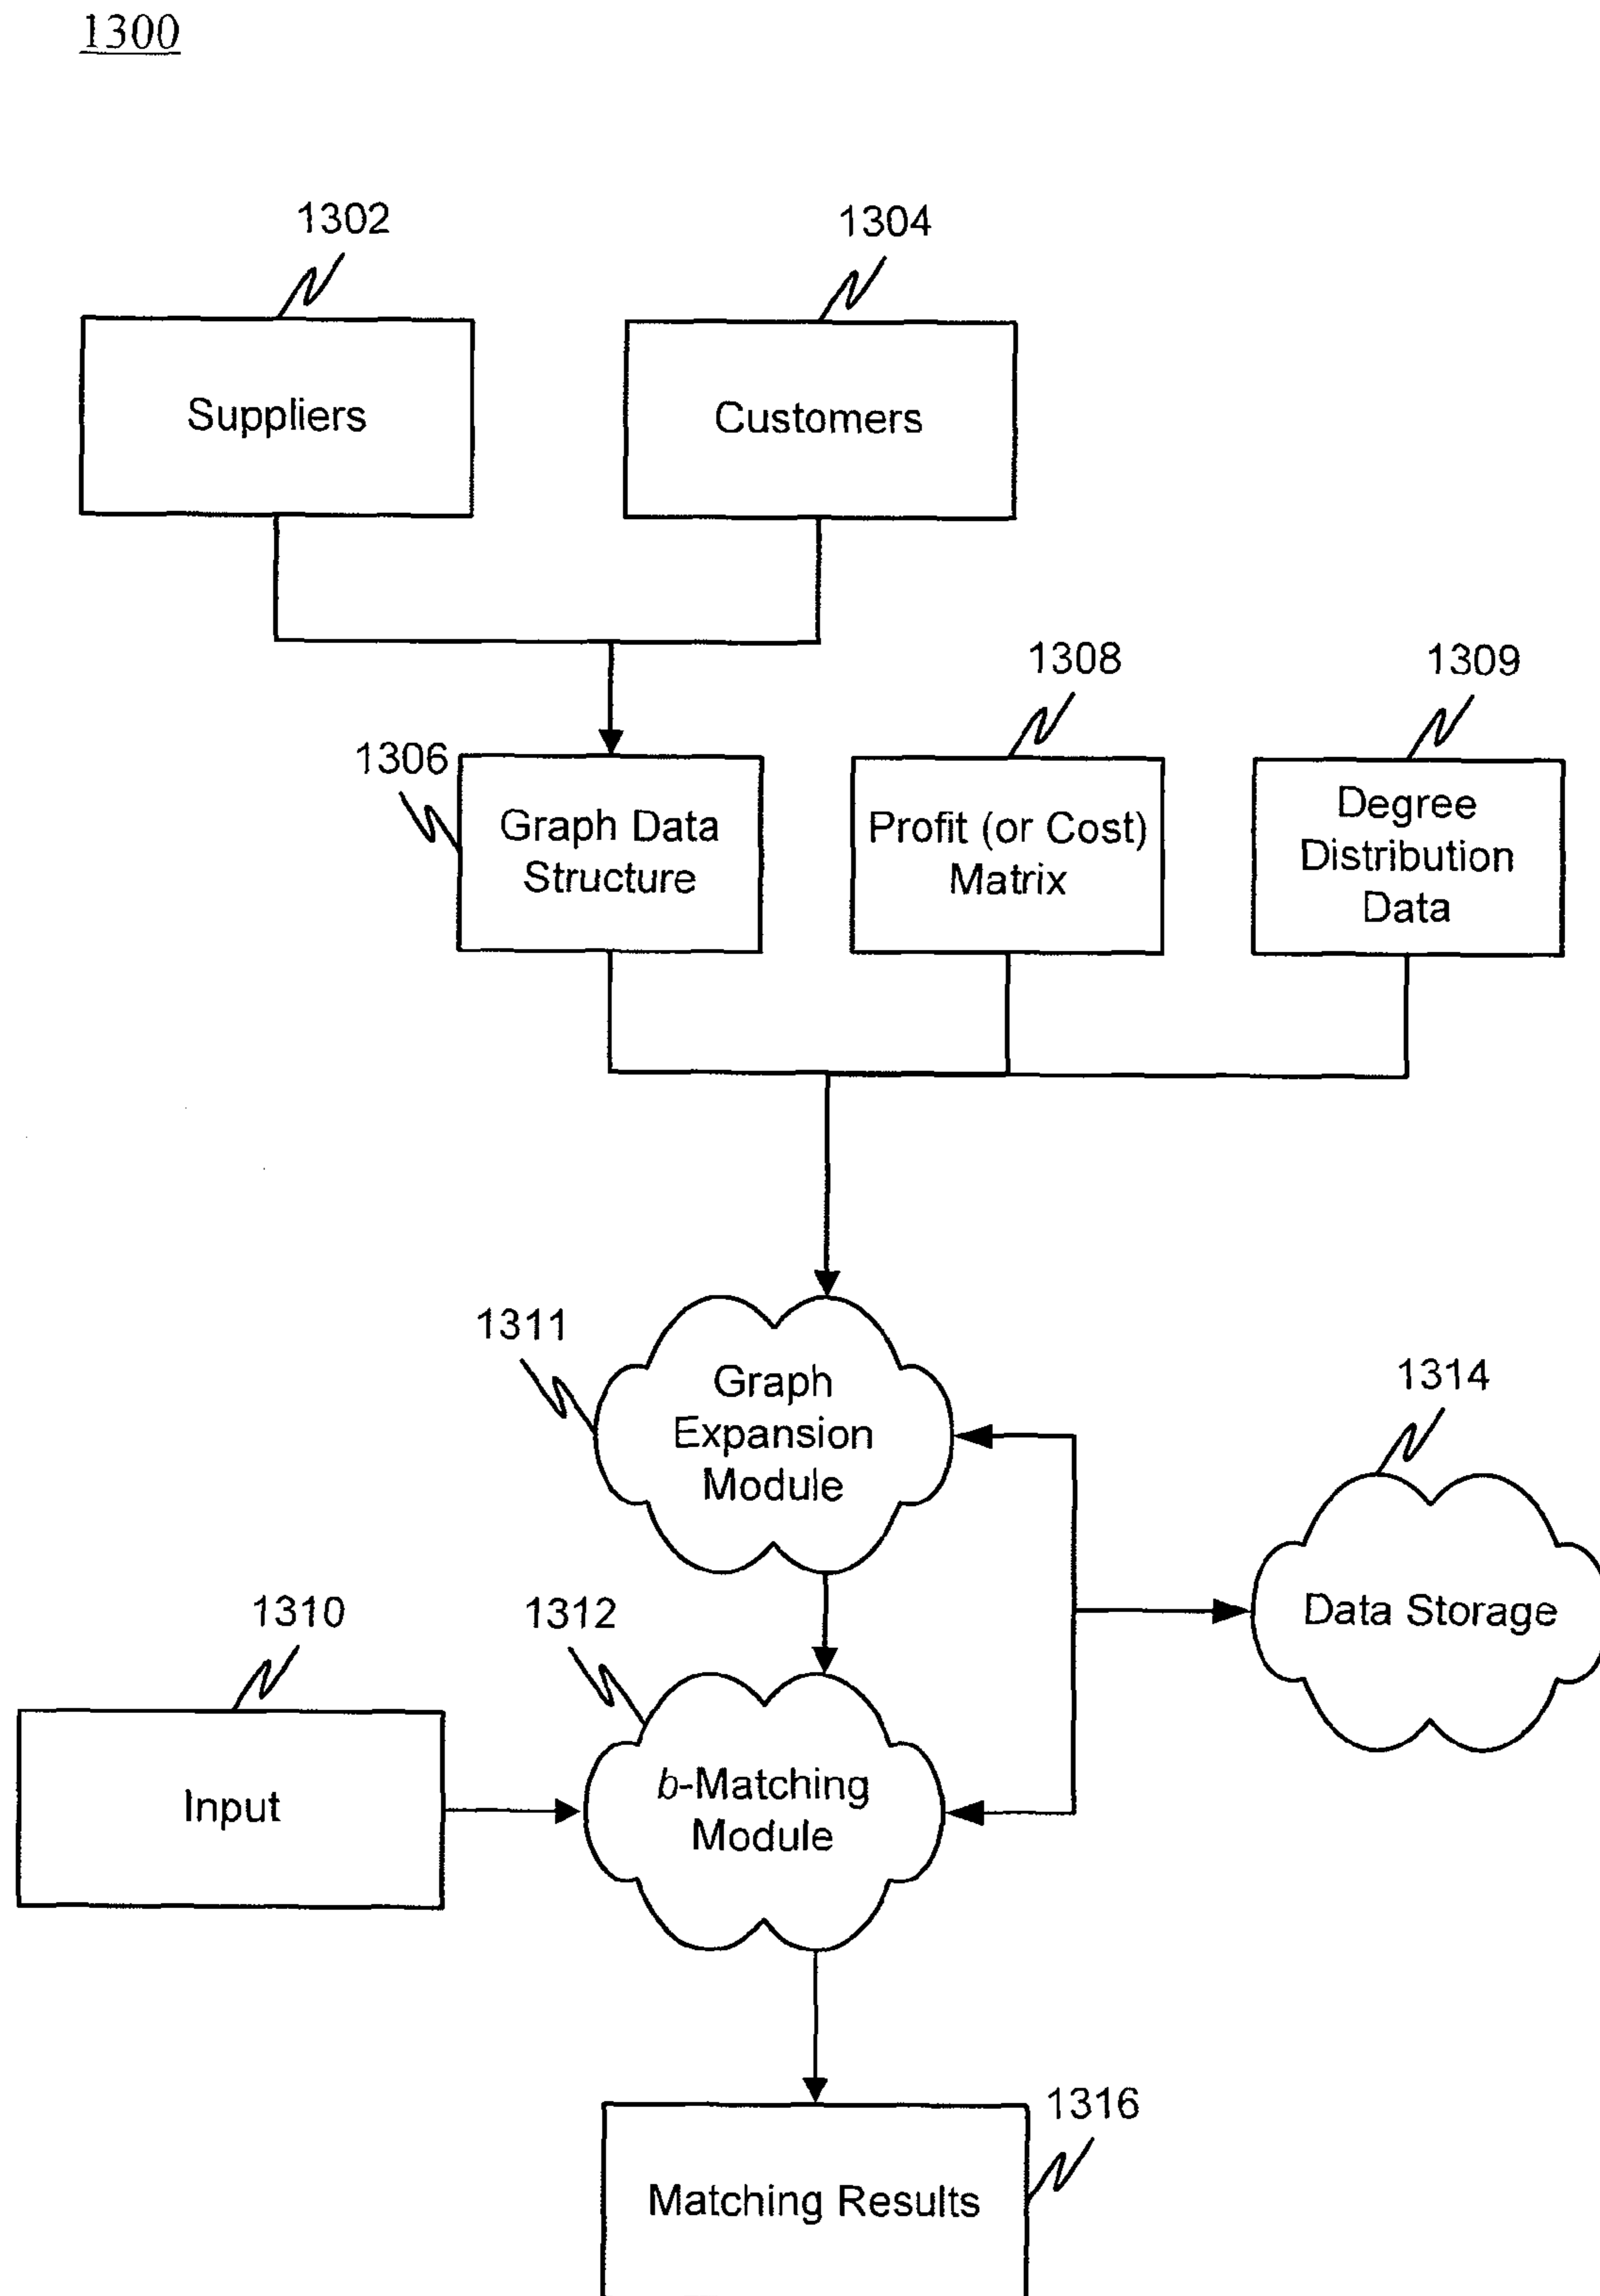 1300
1302
1304
Suppliers
Customers
1308
1309
1306
Graph Data
Structure
Profit (or Cost)
Matrix
Degree
Distribution
Data
1311
Graph
Expansion
Module
1314
Data Storage
1310
1312
Input
b-Matching
Module
1316
Matching Results